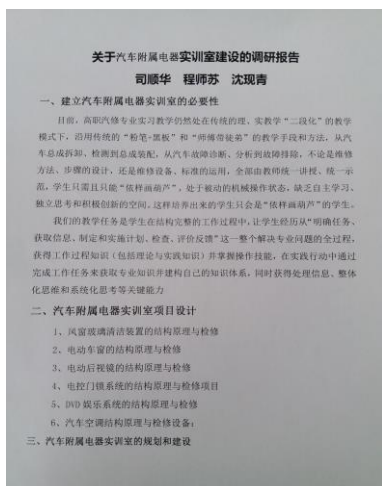 关于汽车附属电器实训室建设的调研报告
司顺华 程师苏 沈现青
一、建立汽车附属电器实训室的必要性
目前，高职汽修专业实习教学仍然处在传统的理、实教学“二段化”的教学
模式下，沿用传统的“粉笔+黑板”和“师傅带徒弟”的教学手段和方法，从汽
车总成拆卸、检测到总成装配，从汽车故障诊断、分析到故障排除，不论是维修
方法、步骤的设计、还是维修设备、标准的运用，全部由教师统一讲授、统一示
范，学生只需且只能“依样画葫芦”，处于被动的机械操作状态，缺乏自主学习、
独立思考和积极创新的空间。这样培养出来的学生只会是“依样画葫芦”的学生。
我们的教学任务是学生在结构完整的工作过程中，让学生经历从“明确任务、
获取信息、制定和实施计划、检查、评价反馈”这一整个解决专业问题的全过程，
获得工作过程知识（包括理论与实践知识）并掌握操作技能，在实践行动中通过
完成工作任务来获取专业知识并建构自己的知识体系，同时获得处理信息、整体
化思维和系统化思考等关键能力
二、汽车附属电器实训室项目设计
1、风窗玻璃清洁装置的结构原理与检修
2、电动车窗的结构原理与检修
3、电动后视镜的结构原理与检修
4、电控门锁系统的结构原理与检修项目
5、DVD 娱乐系统的结构原理与检修
6、汽车空调结构原理与检修设备；
三、汽车附属电器实训室的规划和建设